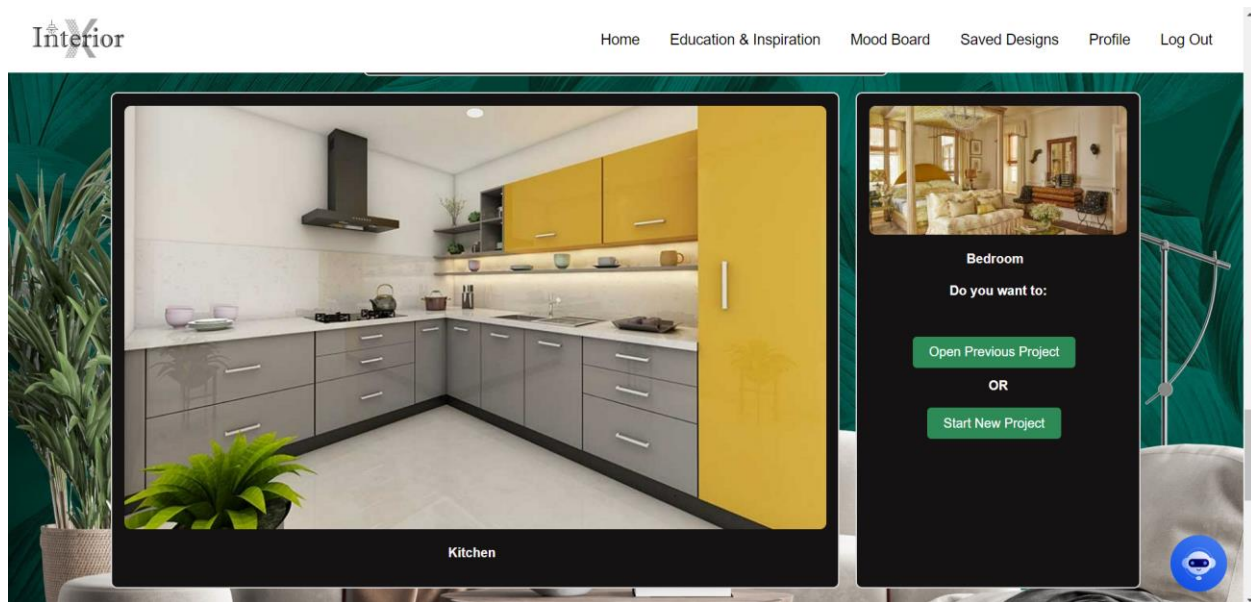 Interior X
Home Education & Inspiration Mood Board Saved Designs Profile Log Out
Kitchen
Bedroom
Do you want to:
Open Previous Project
OR
Start New Project